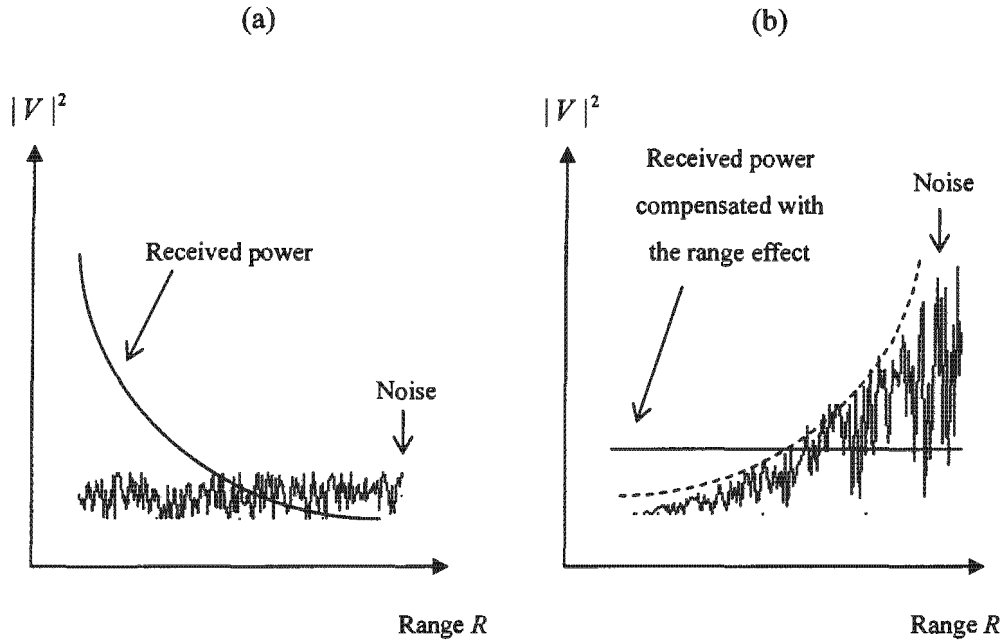 (a)
|V|²
Received power
Noise
Range R
(b)
|V|²
Received power
compensated with
the range effect
Noise
Range R